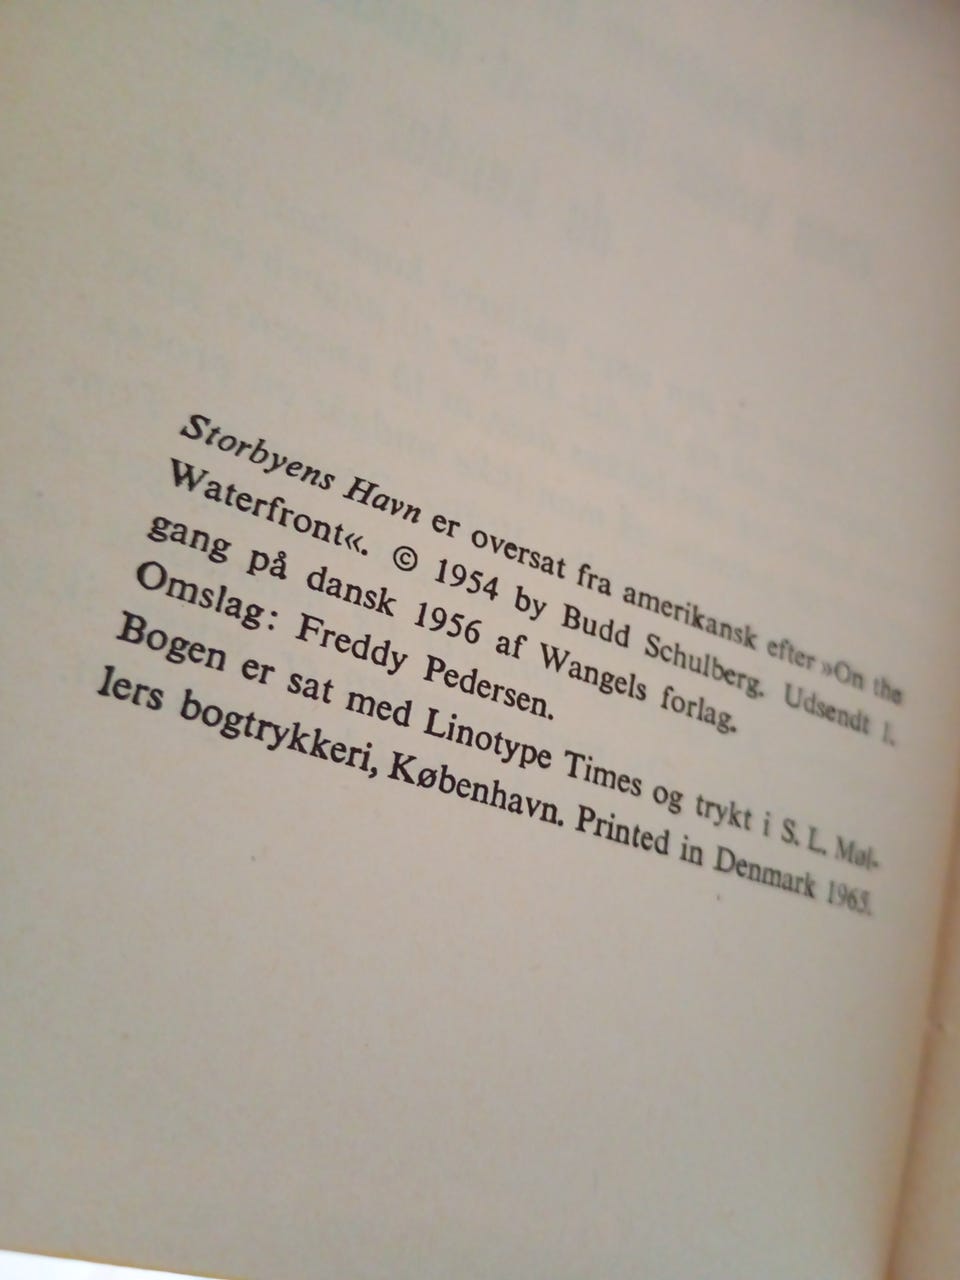 Storbyens Havn er oversat fra amerikansk efter »On the
Waterfront«. © 1954 by Budd Schulberg. Udsendt 1.
gang på dansk 1956 af Wangels forlag.
Omslag: Freddy Pedersen.
Bogen er sat med Linotype Times og trykt i S. L. Møl-
lers bogtrykkeri, København. Printed in Denmark 1965.